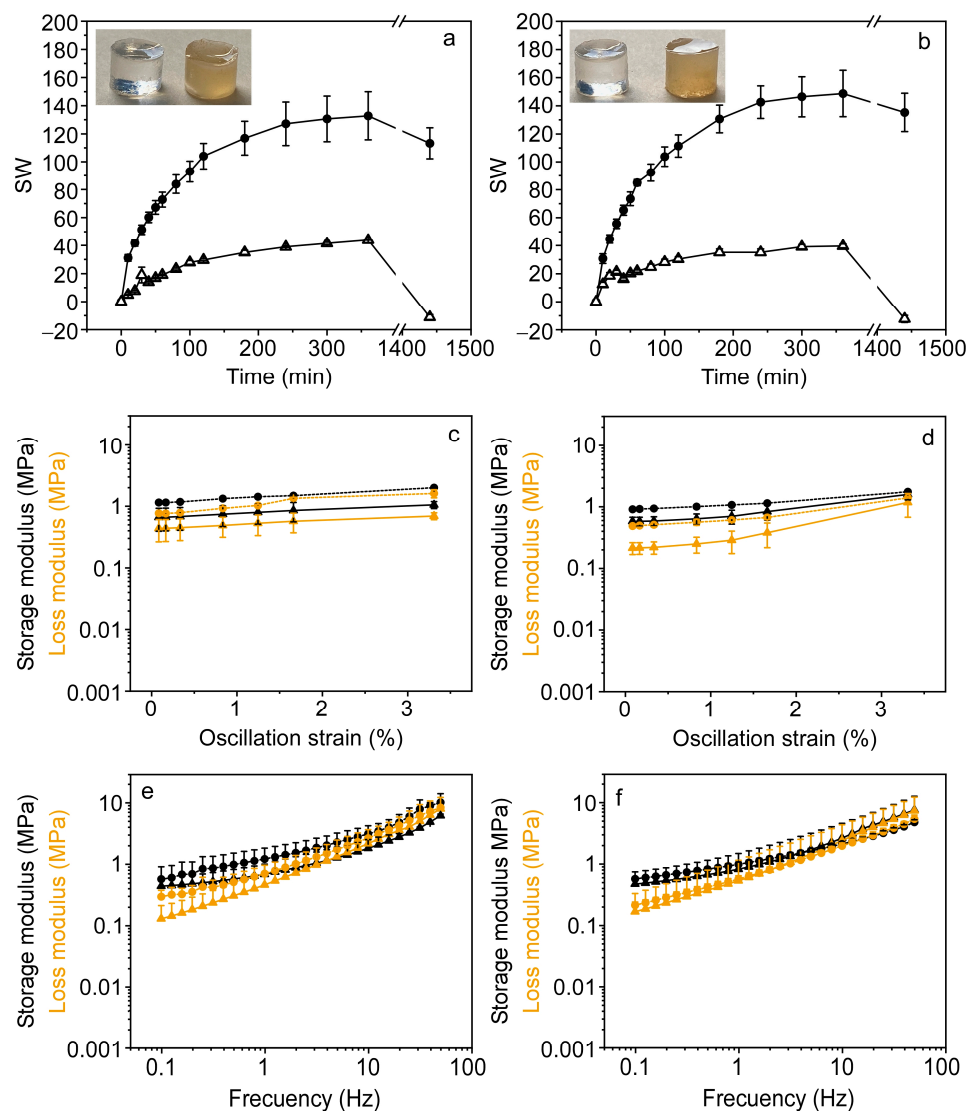 a
200
180
160
140
120
100
80
60
40
20
0
−20
SW
0 100 200 300 1400 1500
Time (min)
b
200
180
160
140
120
100
80
60
40
20
0
−20
SW
0 100 200 300 1400 1500
Time (min)
c
Storage modulus (MPa)
Loss modulus (MPa)
10
1
0.1
0.01
0.001
0 1 2 3
Oscillation strain (%)
d
Storage modulus (MPa)
Loss modulus (MPa)
10
1
0.1
0.01
0.001
0 1 2 3
Oscillation strain (%)
e
Storage modulus (MPa)
Loss modulus (MPa)
10
1
0.1
0.01
0.001
0.1 1 10 100
Frecuency (Hz)
f
Storage modulus MPa)
Loss modulus (MPa)
10
1
0.1
0.01
0.001
0.1 1 10 100
Frecuency (Hz)